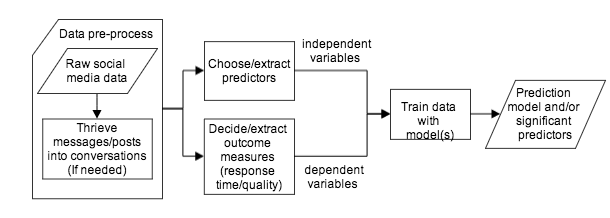 Data pre-process
Raw social
media data
Thrieve
messages/posts
into conversations
(If needed)
Choose/extract
predictors
Decide/extract
outcome
measures
(response
time/quality)
independent
variables
dependent
variables
Train data
with
model(s)
Prediction
model and/or
significant
predictors